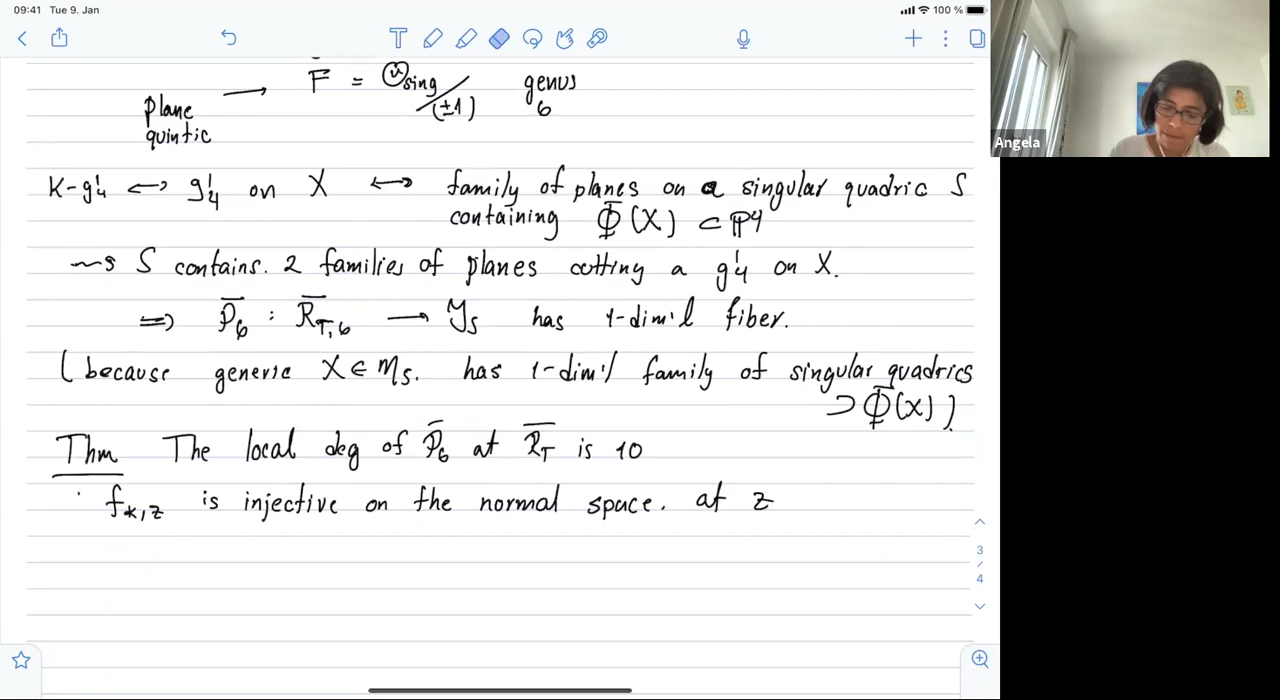 09:41 Tue 9. Jan
100 %
F = sing/(±1) genus 6
plane quintic
K-g¹₄ ↔ g¹₄ on X ↔ family of planes on a singular quadric S
containing Φ̄(X) ⊂ ℙ⁴
⇝ S contains. 2 families of planes cutting a g¹₄ on X.
⇒ P̄₆ : R̄_{T,6} → 𝒥₅ has 1-dim'l fiber.
(because generic X ∈ M₅. has 1-dim'l family of singular quadrics
⊃ Φ̄(X))
Thm The local deg of P̄₆ at R̄_T is 10
· f_{*,z} is injective on the normal space. at z
3
/
4
Angela